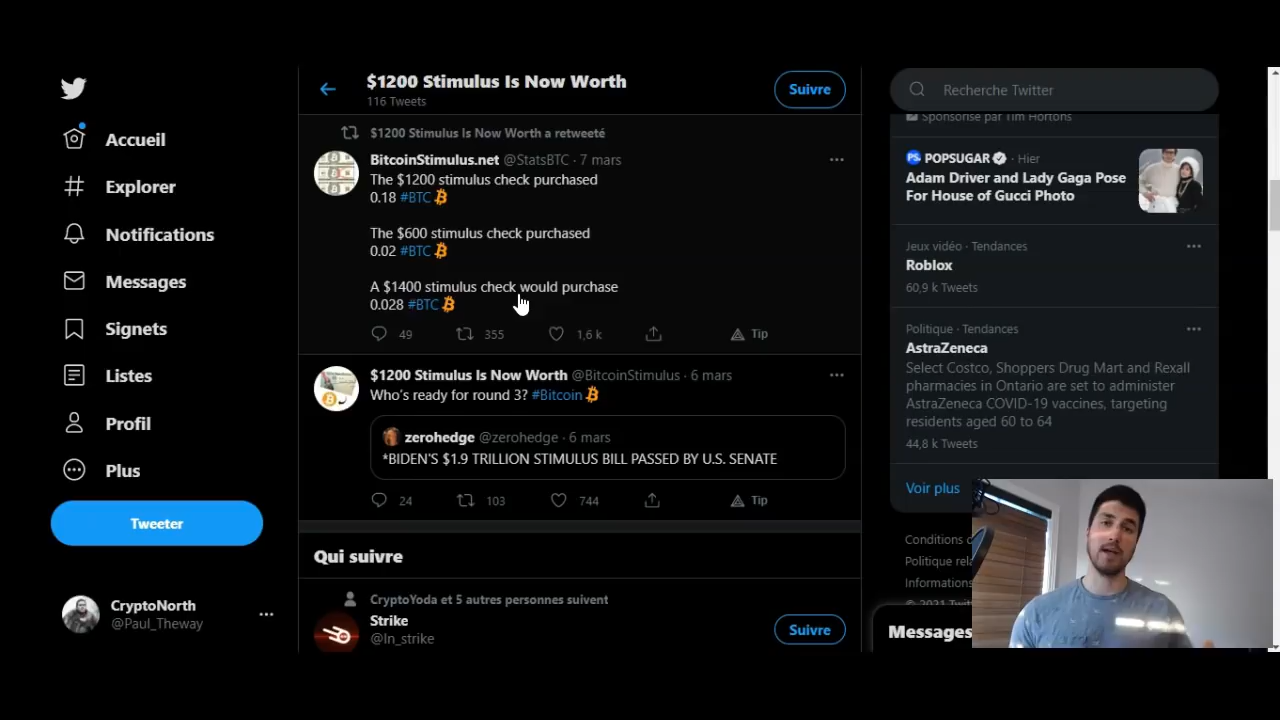 Accueil
Explorer
Notifications
Messages
Signets
Listes
Profil
Plus
Tweeter
CryptoNorth
@Paul_Theway
$1200 Stimulus Is Now Worth
116 Tweets
Suivre
$1200 Stimulus Is Now Worth a retweeté
BitcoinStimulus.net @StatsBTC · 7 mars
The $1200 stimulus check purchased
0.18 #BTC
The $600 stimulus check purchased
0.02 #BTC
A $1400 stimulus check would purchase
0.028 #BTC
49 355 1,6 k Tip
$1200 Stimulus Is Now Worth @BitcoinStimulus · 6 mars
Who's ready for round 3? #Bitcoin
zerohedge @zerohedge · 6 mars
*BIDEN'S $1.9 TRILLION STIMULUS BILL PASSED BY U.S. SENATE
24 103 744 Tip
Qui suivre
CryptoYoda et 5 autres personnes suivent
Strike
@ln_strike
Suivre
Recherche Twitter
Sponsorisé par Tim Hortons
POPSUGAR · Hier
Adam Driver and Lady Gaga Pose
For House of Gucci Photo
Jeux vidéo · Tendances
Roblox
60,9 k Tweets
Politique · Tendances
AstraZeneca
Select Costco, Shoppers Drug Mart and Rexall
pharmacies in Ontario are set to administer
AstraZeneca COVID-19 vaccines, targeting
residents aged 60 to 64
44,8 k Tweets
Voir plus
Conditions
Politique
Informations
© 2021
Messages